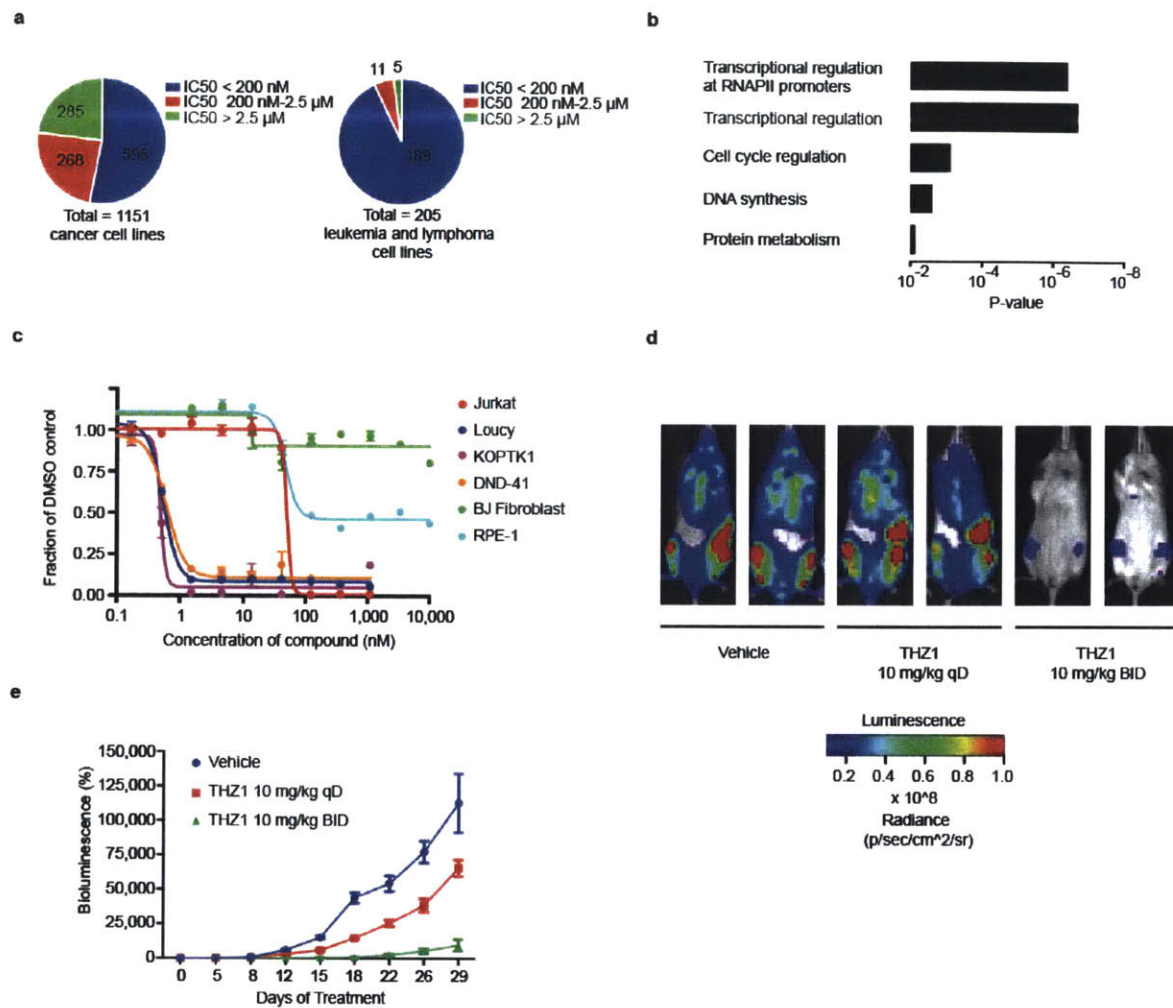 a
IC50 < 200 nM
IC50 200 nM-2.5 µM
IC50 > 2.5 µM
285
268
598
Total = 1151
cancer cell lines
11
5
IC50 < 200 nM
IC50 200 nM-2.5 µM
IC50 > 2.5 µM
189
Total = 205
leukemia and lymphoma
cell lines
b
Transcriptional regulation
at RNAPII promoters
Transcriptional regulation
Cell cycle regulation
DNA synthesis
Protein metabolism
10^-2 10^-4 10^-6 10^-8
P-value
c
Fraction of DMSO control
1.00
0.75
0.50
0.25
0.00
0.1 1 10 100 1,000 10,000
Concentration of compound (nM)
Jurkat
Loucy
KOPTK1
DND-41
BJ Fibroblast
RPE-1
d
Vehicle
THZ1
10 mg/kg qD
THZ1
10 mg/kg BID
Luminescence
0.2 0.4 0.6 0.8 1.0
x 10^8
Radiance
(p/sec/cm^2/sr)
e
Bioluminescence (%)
150,000
125,000
100,000
75,000
50,000
25,000
0
Vehicle
THZ1 10 mg/kg qD
THZ1 10 mg/kg BID
0 5 8 12 15 18 22 26 29
Days of Treatment